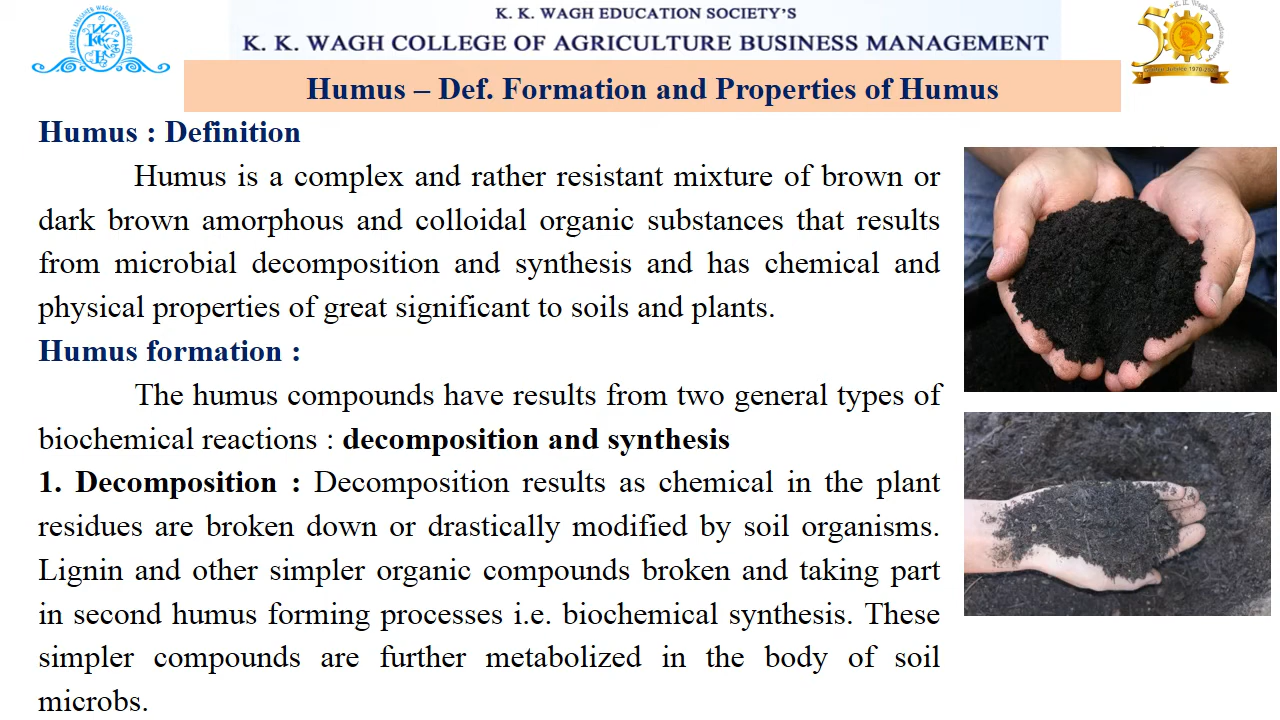 K. K. WAGH EDUCATION SOCIETY'S
K. K. WAGH COLLEGE OF AGRICULTURE BUSINESS MANAGEMENT
Humus – Def. Formation and Properties of Humus
Humus : Definition
Humus is a complex and rather resistant mixture of brown or
dark brown amorphous and colloidal organic substances that results
from microbial decomposition and synthesis and has chemical and
physical properties of great significant to soils and plants.
Humus formation :
The humus compounds have results from two general types of
biochemical reactions : decomposition and synthesis
1. Decomposition : Decomposition results as chemical in the plant
residues are broken down or drastically modified by soil organisms.
Lignin and other simpler organic compounds broken and taking part
in second humus forming processes i.e. biochemical synthesis. These
simpler compounds are further metabolized in the body of soil
microbs.